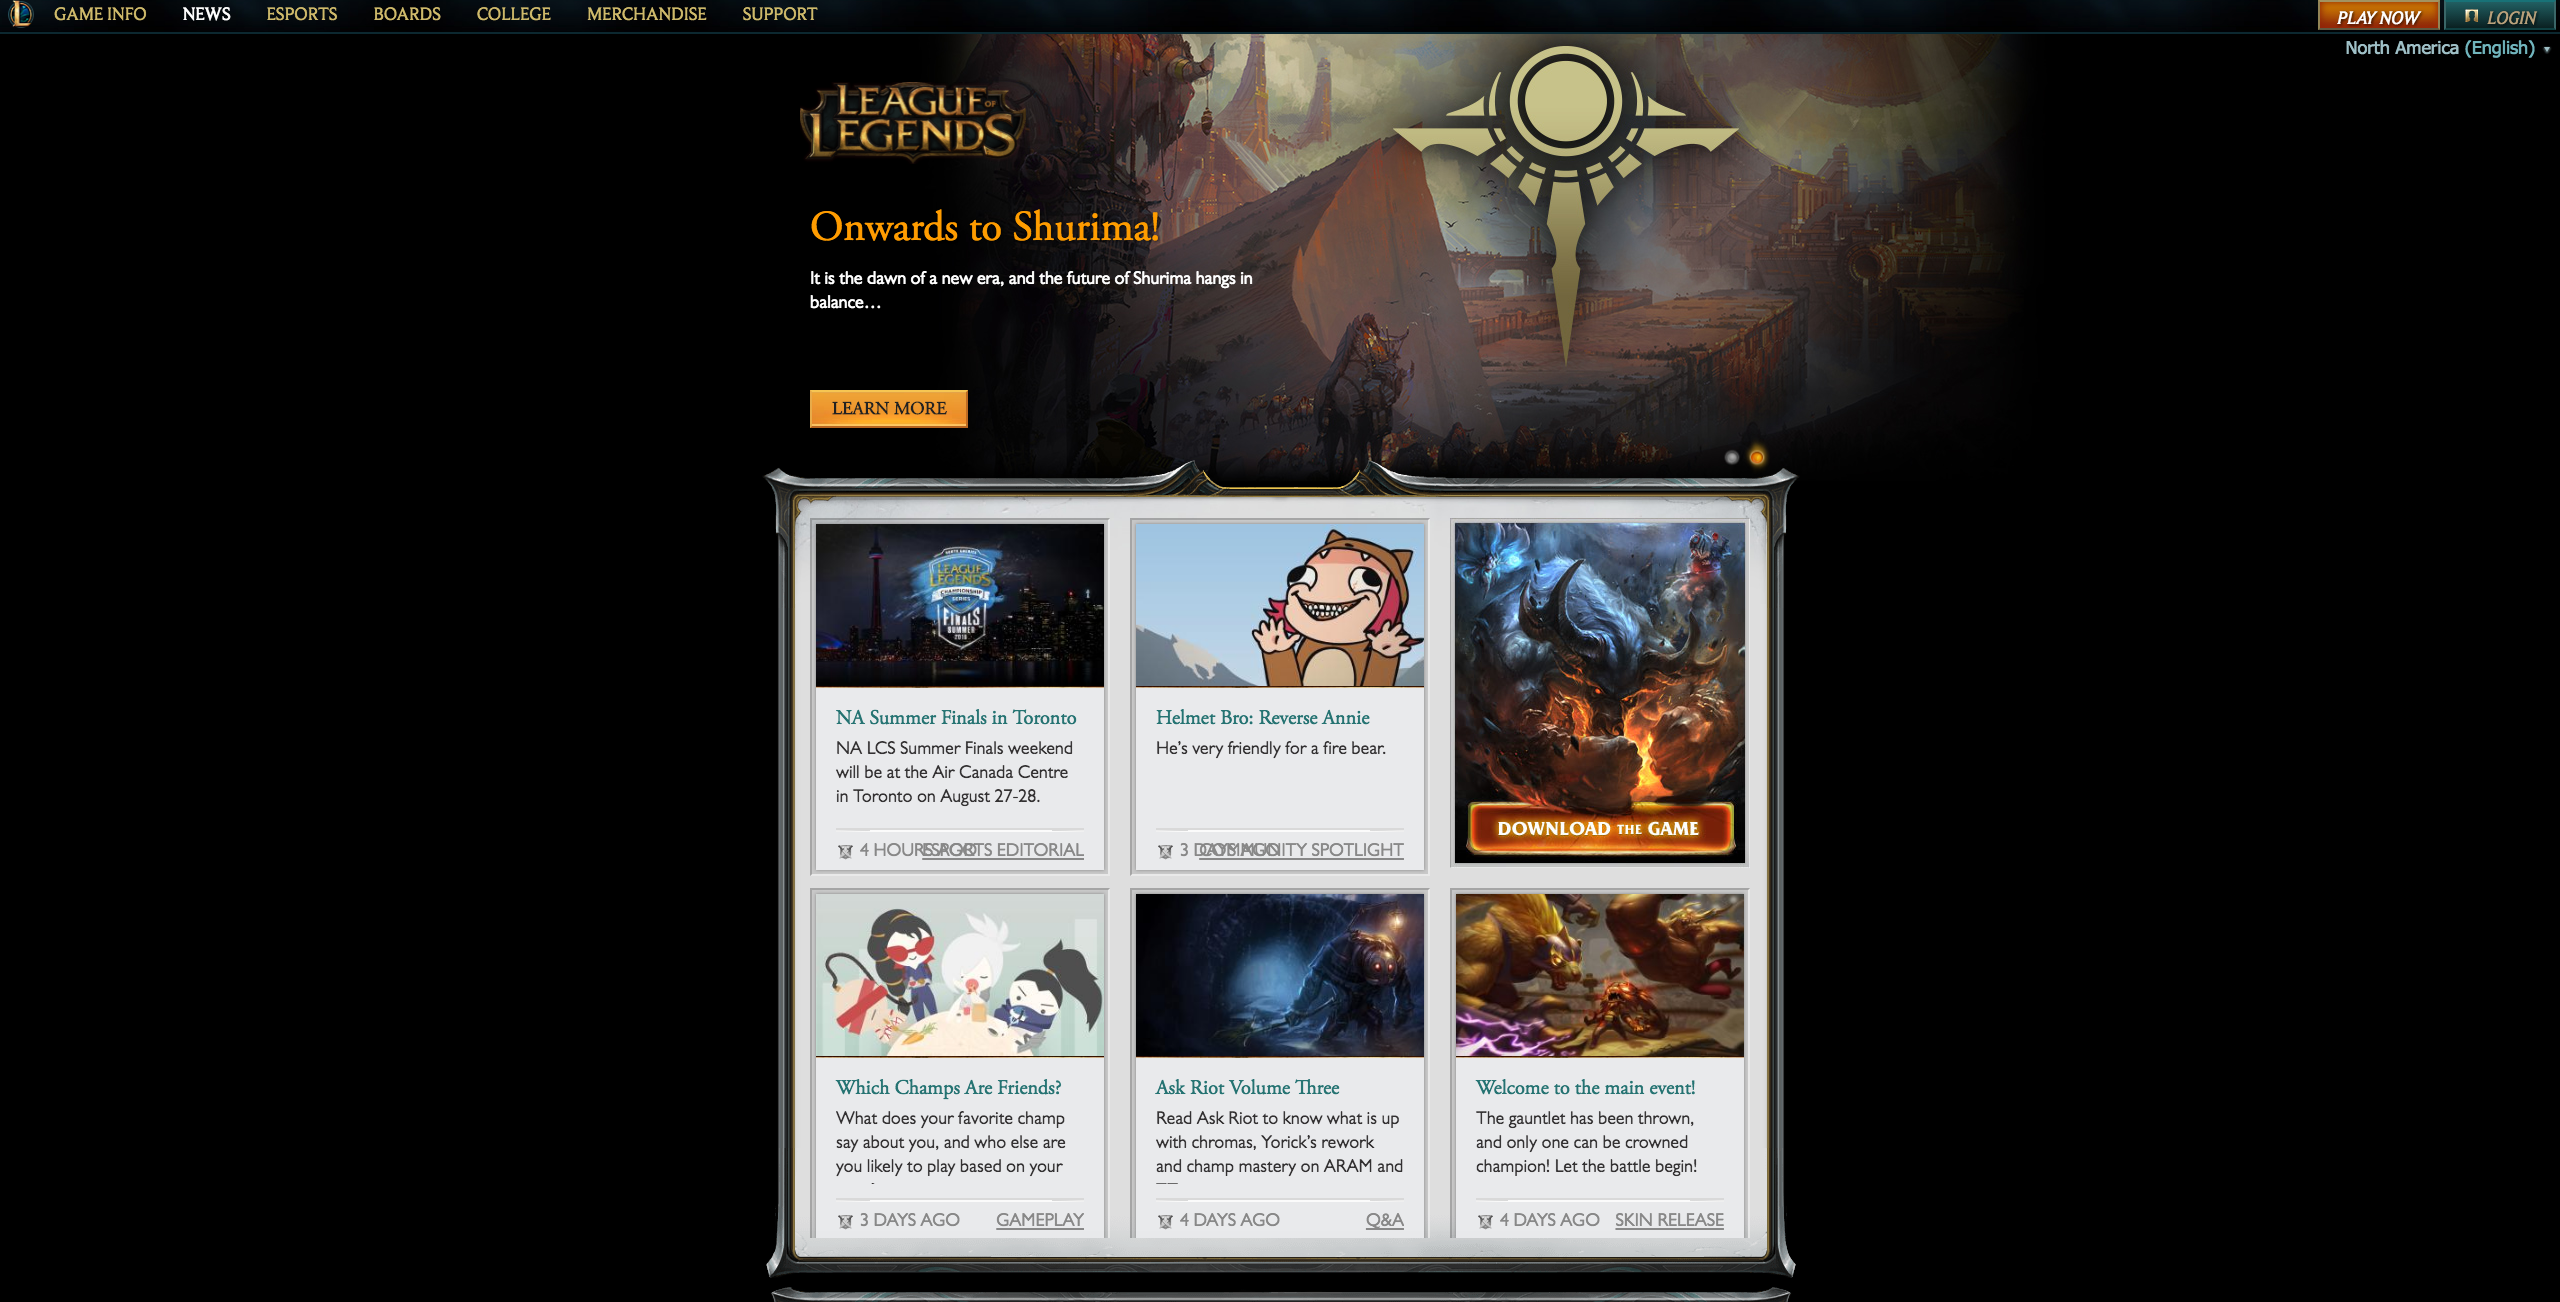 GAME INFO NEWS ESPORTS BOARDS COLLEGE MERCHANDISE SUPPORT PLAY NOW LOGIN
North America (English)
LEAGUE OF
LEGENDS
Onwards to Shurima!
It is the dawn of a new era, and the future of Shurima hangs in
balance…
LEARN MORE
LEAGUE
LEGENDS
CHAMPIONSHIP
SERIES
FINALS
SUMMER
2016
NA Summer Finals in Toronto
NA LCS Summer Finals weekend
will be at the Air Canada Centre
in Toronto on August 27-28.
4 HOURS AGO ESPORTS EDITORIAL
Helmet Bro: Reverse Annie
He's very friendly for a fire bear.
3 DAYS AGO COMMUNITY SPOTLIGHT
DOWNLOAD THE GAME
Which Champs Are Friends?
What does your favorite champ
say about you, and who else are
you likely to play based on your
3 DAYS AGO GAMEPLAY
Ask Riot Volume Three
Read Ask Riot to know what is up
with chromas, Yorick's rework
and champ mastery on ARAM and
4 DAYS AGO Q&A
Welcome to the main event!
The gauntlet has been thrown,
and only one can be crowned
champion! Let the battle begin!
4 DAYS AGO SKIN RELEASE